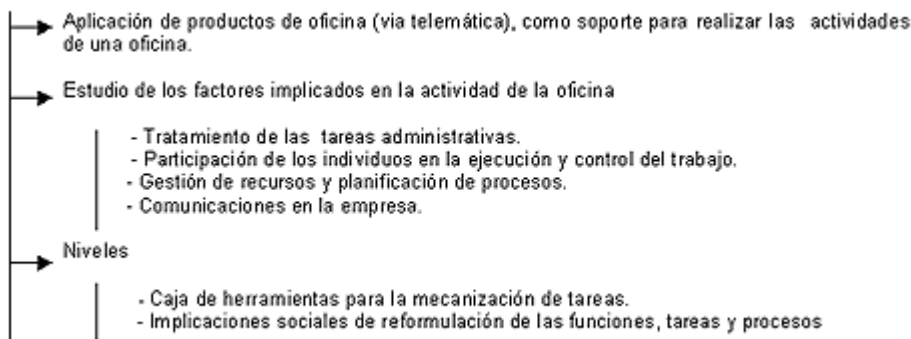 Aplicación de productos de oficina (via telemática), como soporte para realizar las actividades
de una oficina.
Estudio de los factores implicados en la actividad de la oficina
- Tratamiento de las tareas administrativas.
- Participación de los individuos en la ejecución y control del trabajo.
- Gestión de recursos y planificación de procesos.
- Comunicaciones en la empresa.
Niveles
- Caja de herramientas para la mecanización de tareas.
- Implicaciones sociales de reformulación de las funciones, tareas y procesos